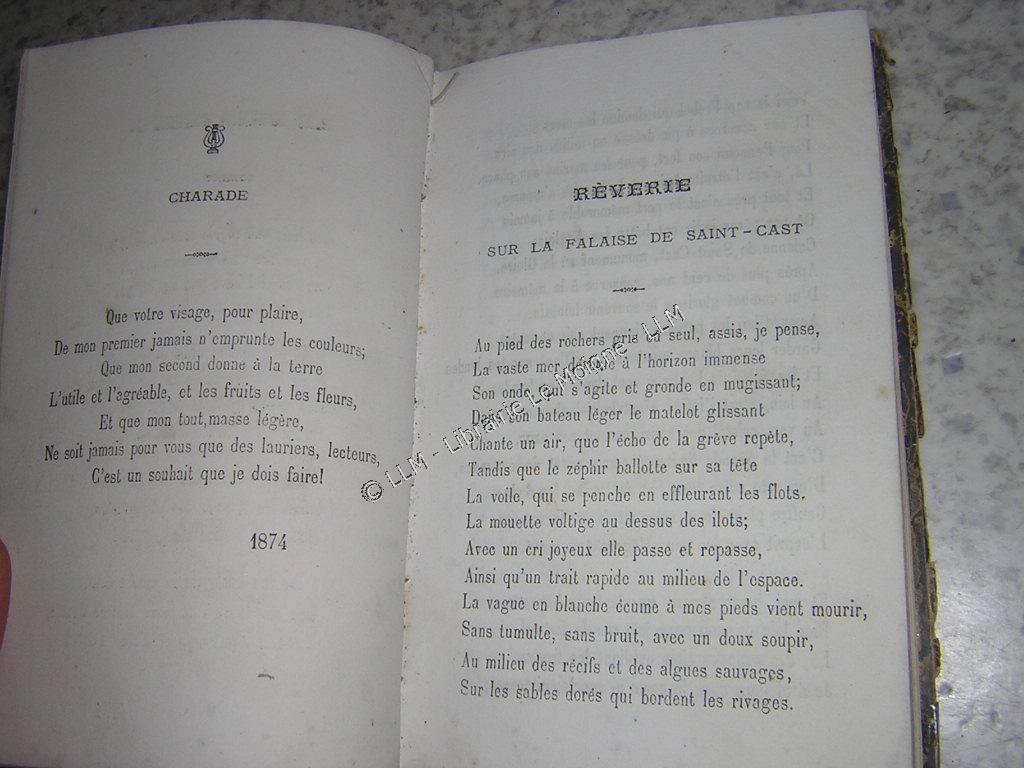 CHARADE
Que votre visage, pour plaire,
De mon premier jamais n'emprunte les couleurs;
Que mon second donne à la terre
L'utile et l'agréable, et les fruits et les fleurs,
Et que mon tout, masse légère,
Ne soit jamais pour vous que des lauriers, lecteurs,
C'est un souhait que je dois faire!
1874
RÊVERIE
SUR LA FALAISE DE SAINT-CAST
Au pied des rochers gris où seul, assis, je pense,
La vaste mer déroule à l'horizon immense
Son onde, qui s'agite et gronde en mugissant;
Dans son bateau léger le matelot glissant
Chante un air, que l'écho de la grève repète,
Tandis que le zéphir ballotte sur sa tête
La voile, qui se penche en effleurant les flots.
La mouette voltige au dessus des ilots;
Avec un cri joyeux elle passe et repasse,
Ainsi qu'un trait rapide au milieu de l'espace.
La vague en blanche écume à mes pieds vient mourir,
Sans tumulte, sans bruit, avec un doux soupir,
Au milieu des récifs et des algues sauvages,
Sur les sables dorés qui bordent les rivages.
© LLM - Librairie Le Moigne LLM